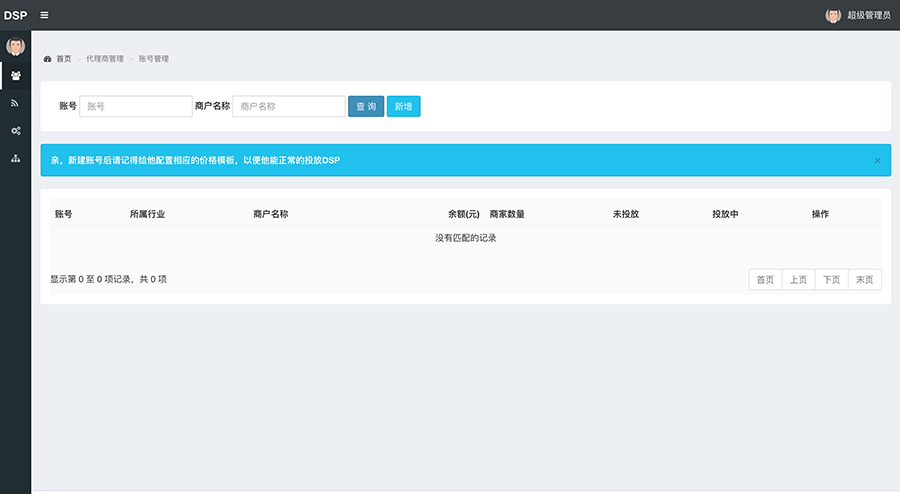 DSP 超级管理员
首页 > 代理商管理 > 账号管理
账号 账号 商户名称 商户名称 查 询 新增
亲，新建账号后请记得给他配置相应的价格模板，以便他能正常的投放DSP ×
账号 所属行业 商户名称 余额(元) 商家数量 未投放 投放中 操作
没有匹配的记录
显示第 0 至 0 项记录，共 0 项 首页 上页 下页 末页